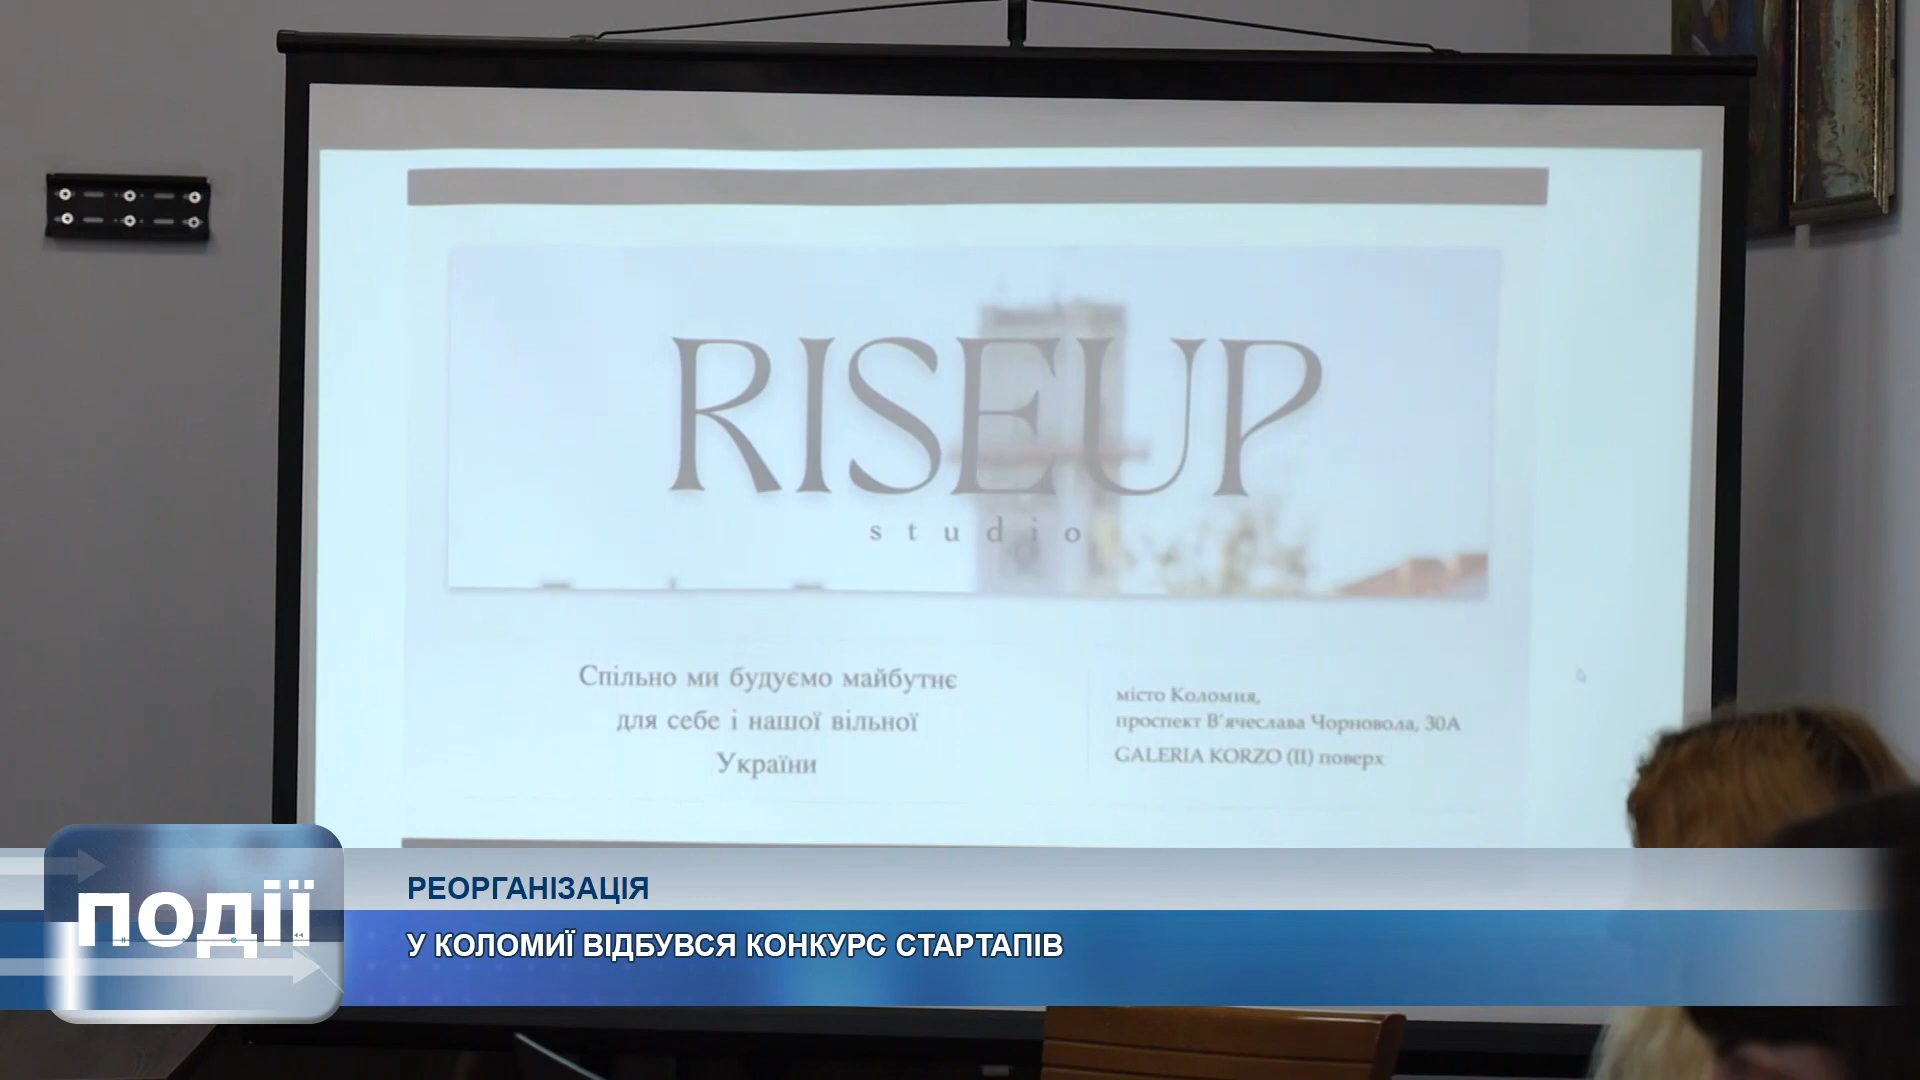 RISEUP
studio
Спільно ми будуємо майбутнє
для себе і нашої вільної
України
місто Коломия,
проспект В'ячеслава Чорновола, 30А
GALERIA KORZO (II) поверх
події
РЕОРГАНІЗАЦІЯ
У КОЛОМИЇ ВІДБУВСЯ КОНКУРС СТАРТАПІВ